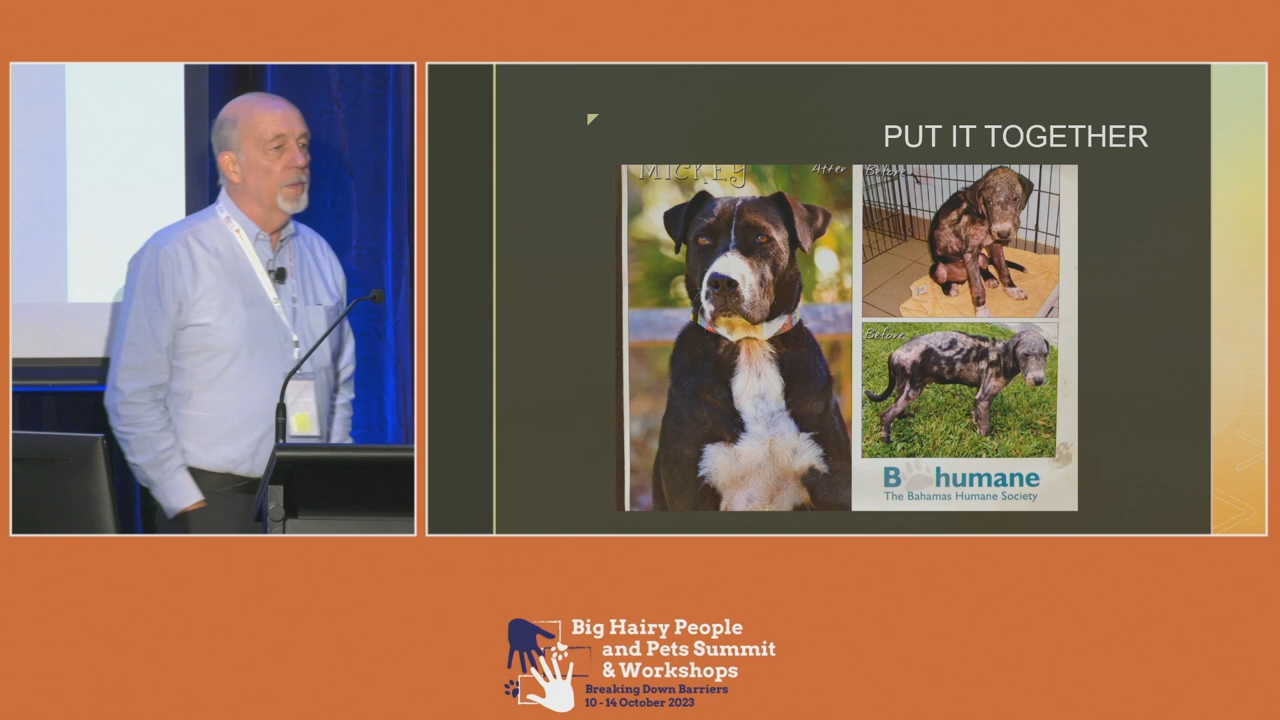 PUT IT TOGETHER
MICKEY
After
Before
Before
B humane
The Bahamas Humane Society
Big Hairy People
and Pets Summit
& Workshops
Breaking Down Barriers
10 - 14 October 2023